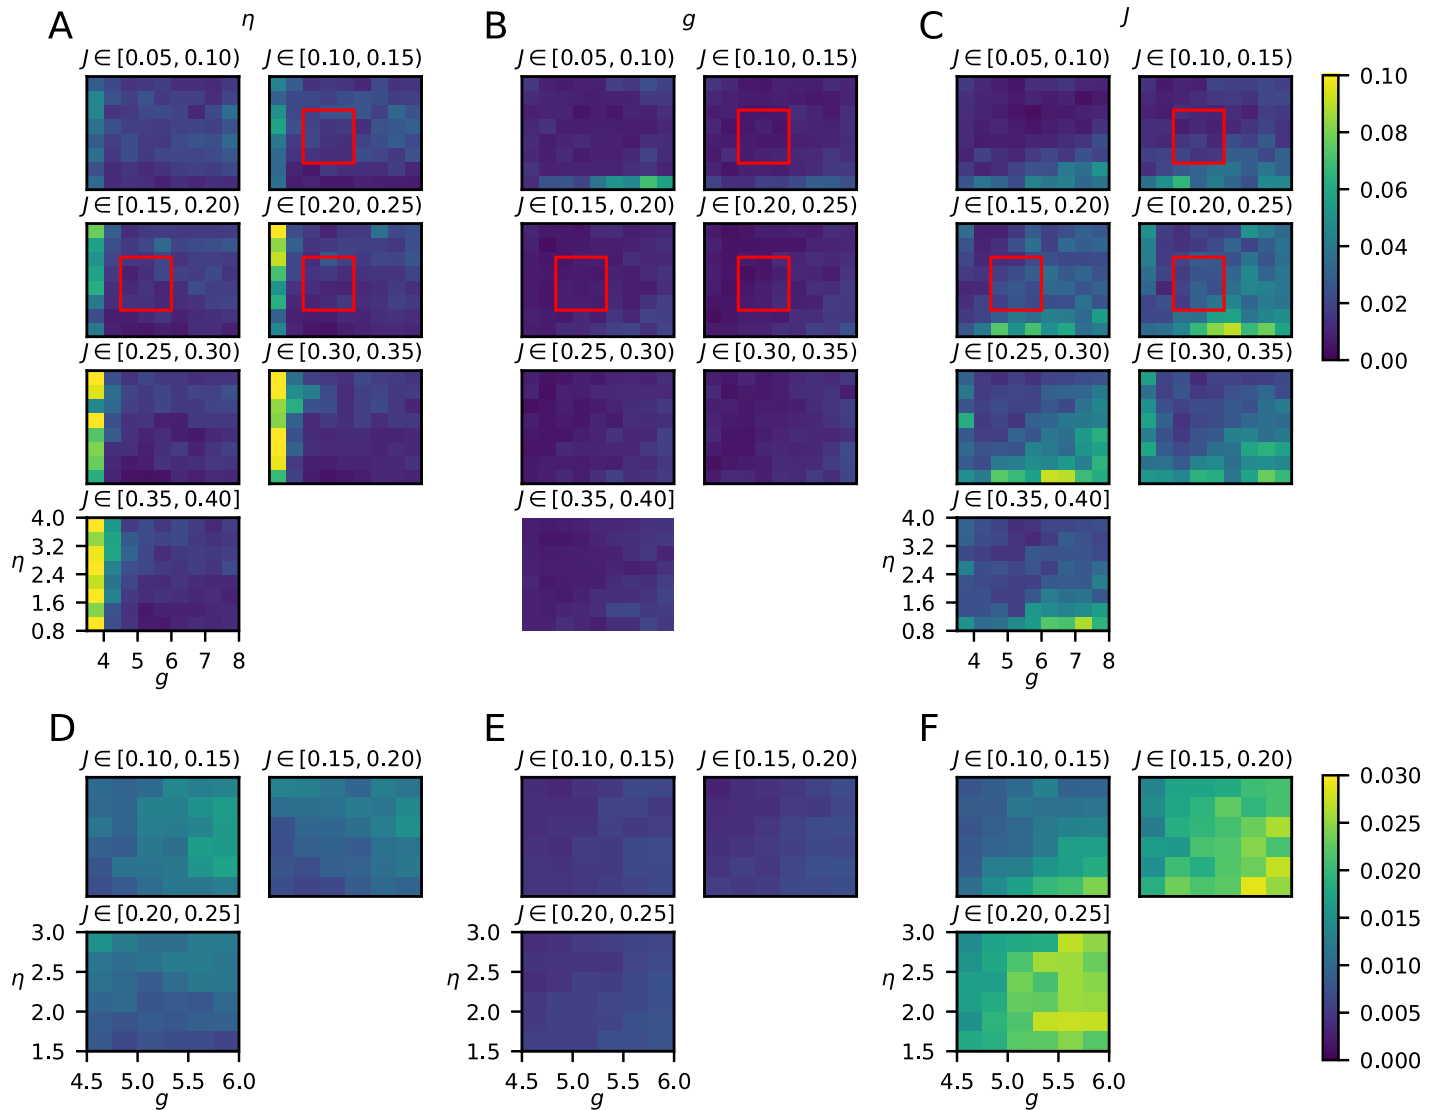 A η B g C J
J ∈ [0.05, 0.10) J ∈ [0.10, 0.15) J ∈ [0.05, 0.10) J ∈ [0.10, 0.15) J ∈ [0.05, 0.10) J ∈ [0.10, 0.15)
J ∈ [0.15, 0.20) J ∈ [0.20, 0.25) J ∈ [0.15, 0.20) J ∈ [0.20, 0.25) J ∈ [0.15, 0.20) J ∈ [0.20, 0.25)
J ∈ [0.25, 0.30) J ∈ [0.30, 0.35) J ∈ [0.25, 0.30) J ∈ [0.30, 0.35) J ∈ [0.25, 0.30) J ∈ [0.30, 0.35)
J ∈ [0.35, 0.40] J ∈ [0.35, 0.40] J ∈ [0.35, 0.40]
0.10
0.08
0.06
0.04
0.02
0.00
4.0
3.2
η 2.4
1.6
0.8
4 5 6 7 8
g
4.0
3.2
η 2.4
1.6
0.8
4 5 6 7 8
g
D E F
J ∈ [0.10, 0.15) J ∈ [0.15, 0.20) J ∈ [0.10, 0.15) J ∈ [0.15, 0.20) J ∈ [0.10, 0.15) J ∈ [0.15, 0.20)
J ∈ [0.20, 0.25] J ∈ [0.20, 0.25] J ∈ [0.20, 0.25]
3.0
η 2.5
2.0
1.5
4.5 5.0 5.5 6.0
g
3.0
η 2.5
2.0
1.5
4.5 5.0 5.5 6.0
g
3.0
η 2.5
2.0
1.5
4.5 5.0 5.5 6.0
g
0.030
0.025
0.020
0.015
0.010
0.005
0.000